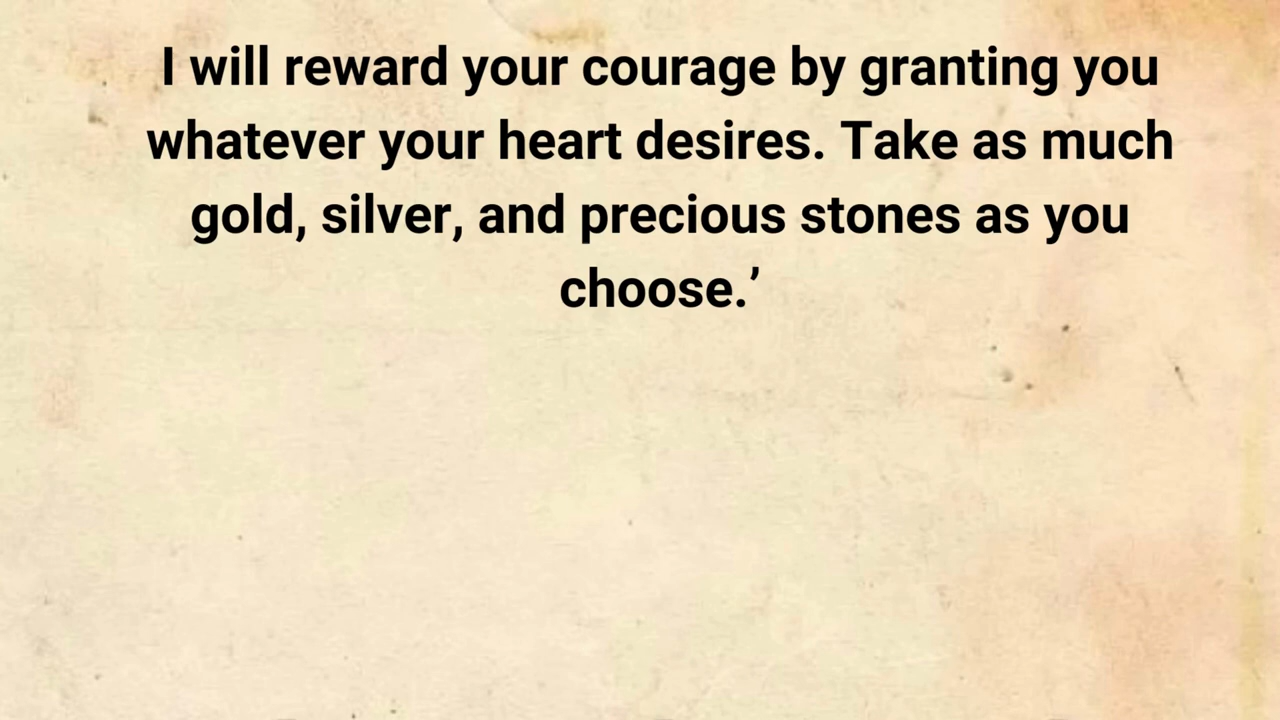 I will reward your courage by granting you
whatever your heart desires. Take as much
gold, silver, and precious stones as you
choose.’